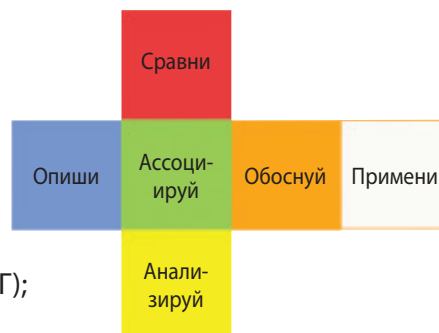 Сравни
Опиши
Ассоци-
ируй
Обоснуй
Примени
Анали-
зируй
Г);